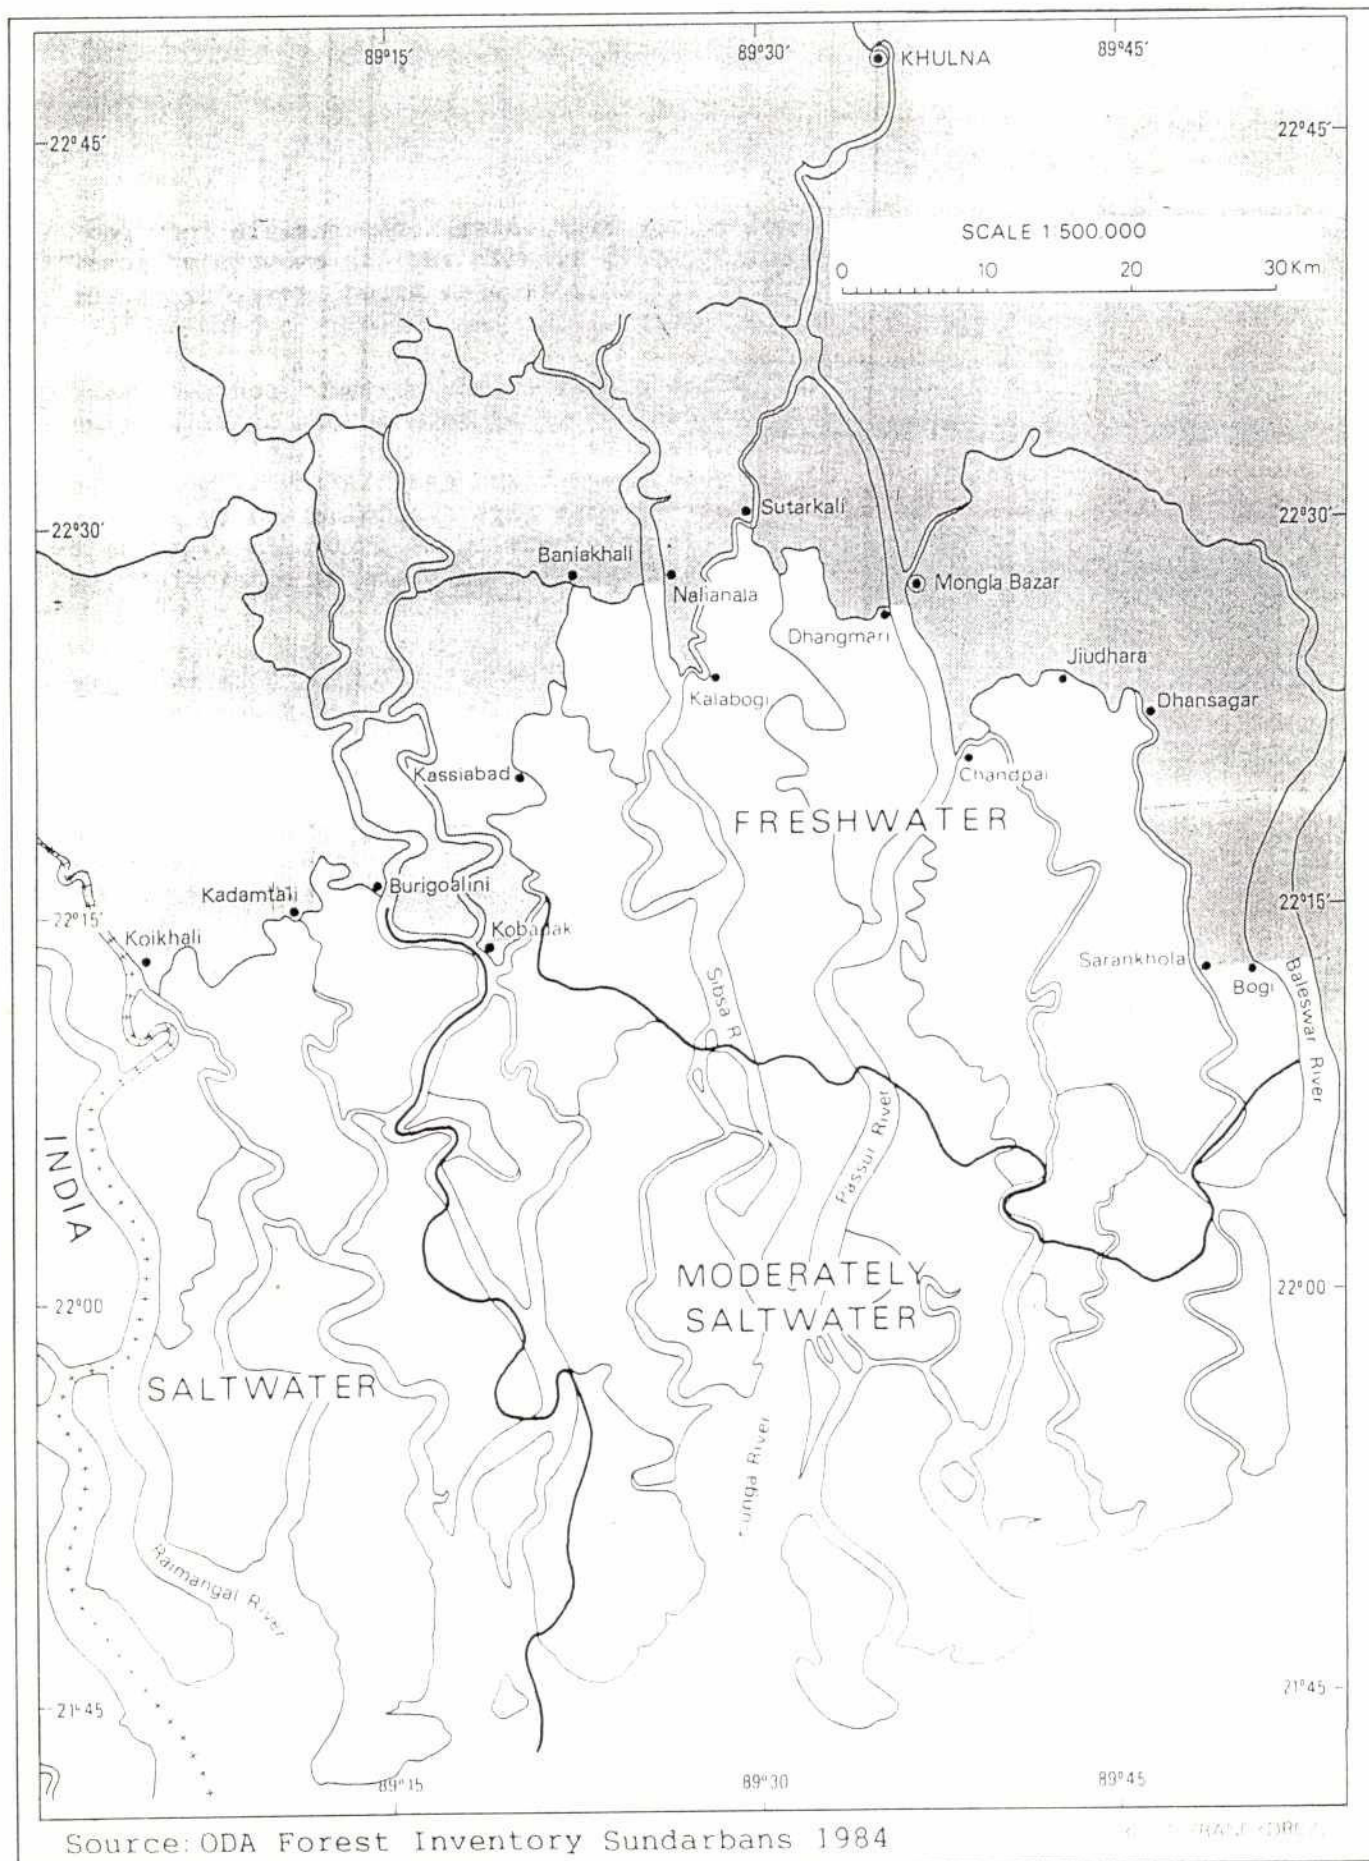 89°15′
89°30′
89°45′
KHULNA
22°45′
22°45′
SCALE 1:500.000
0 10 20 30 Km.
Sutarkali
22°30′
22°30′
Baniakhali
Nalianala
Mongla Bazar
Dhangmari
Jiudhara
Kalabogi
Dhansagar
Kassiabad
Chandpai
FRESHWATER
Kadamtali
Burigoalini
22°15′
22°15′
Koikhali
Kobadak
Sarankhola
Bogi
Sibsa R
Baleswar River
Passur River
INDIA
MODERATELY
SALTWATER
22°00
22°00
SALTWATER
River
Raimangal River
21°45
21°45
89°15
89°30
89°45
Source: ODA Forest Inventory Sundarbans 1984